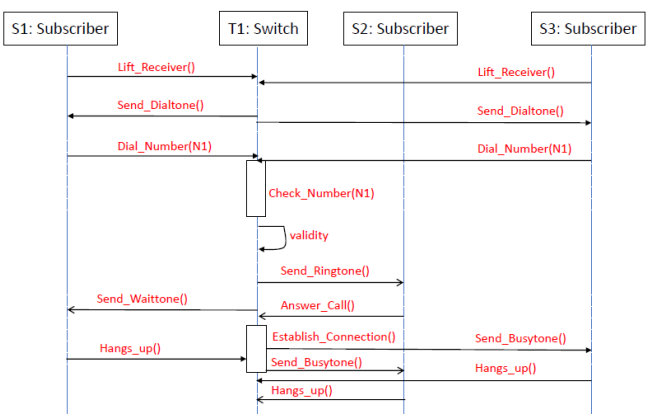 S1: Subscriber T1: Switch S2: Subscriber S3: Subscriber
Lift_Receiver()
Lift_Receiver()
Send_Dialtone()
Send_Dialtone()
Dial_Number(N1)
Dial_Number(N1)
Check_Number(N1)
validity
Send_Ringtone()
Send_Waittone()
Answer_Call()
Establish_Connection()
Send_Busytone()
Hangs_up()
Send_Busytone()
Hangs_up()
Hangs_up()